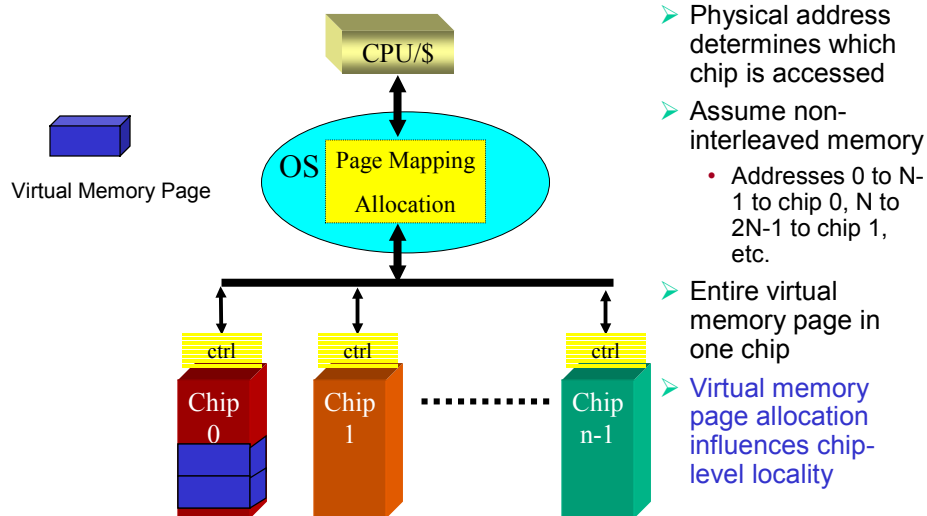 CPU/$
OS
Page Mapping
Allocation
Virtual Memory Page
ctrl
ctrl
ctrl
Chip
0
Chip
1
Chip
n-1
➢ Physical address
determines which
chip is accessed
➢ Assume non-
interleaved memory
• Addresses 0 to N-
1 to chip 0, N to
2N-1 to chip 1,
etc.
➢ Entire virtual
memory page in
one chip
➢ Virtual memory
page allocation
influences chip-
level locality